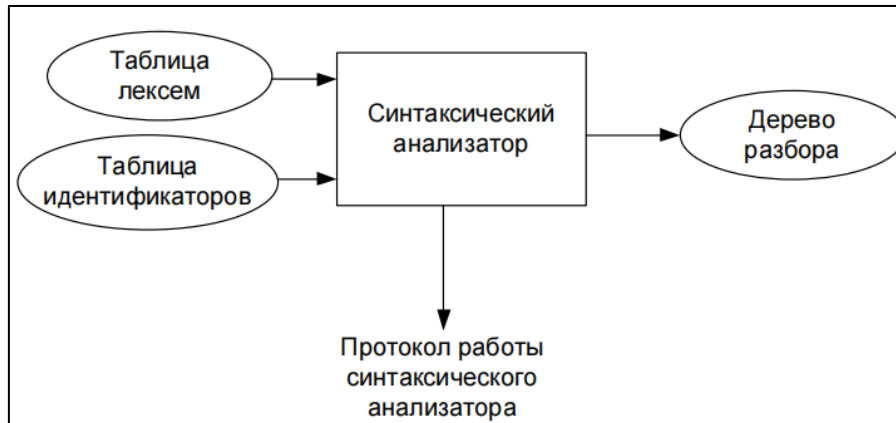 Таблица
лексем
Таблица
идентификаторов
Синтаксический
анализатор
Дерево
разбора
Протокол работы
синтаксического
анализатора